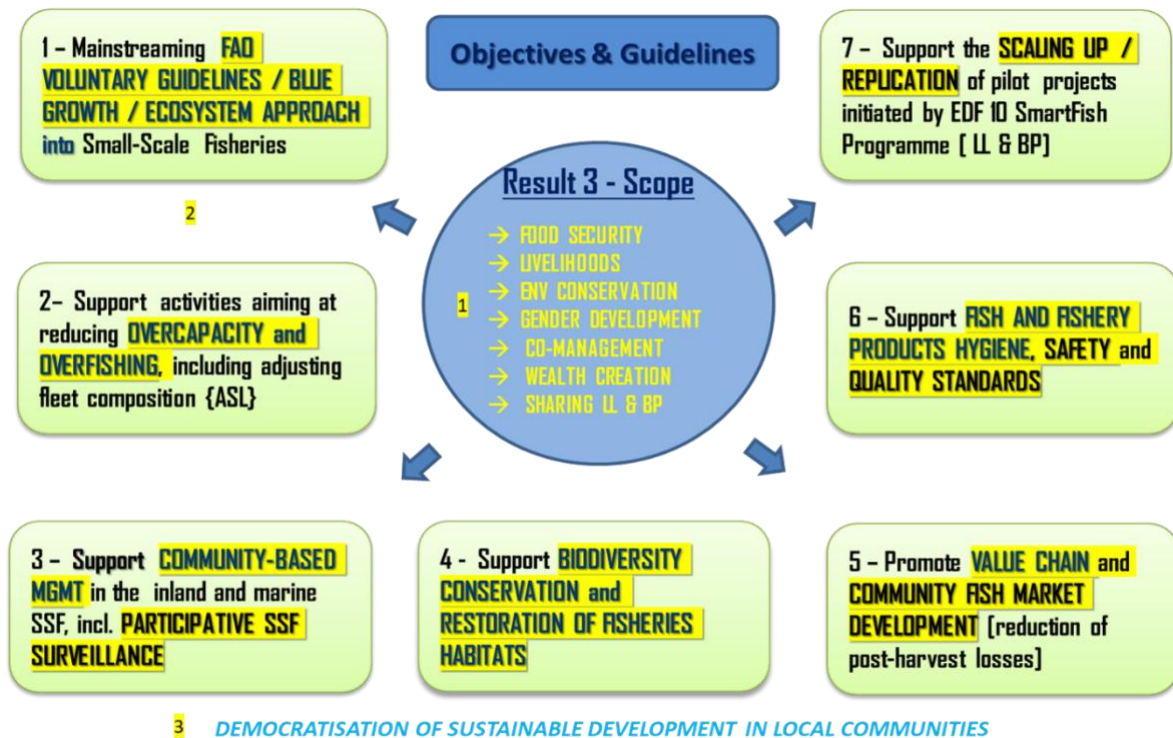 Objectives & Guidelines
1 – Mainstreaming FAO
VOLUNTARY GUIDELINES / BLUE
GROWTH / ECOSYSTEM APPROACH
into Small-Scale Fisheries
2
2– Support activities aiming at
reducing OVERCAPACITY and
OVERFISHING, including adjusting
fleet composition {ASL}
3 – Support COMMUNITY-BASED
MGMT in the inland and marine
SSF, incl. PARTICIPATIVE SSF
SURVEILLANCE
4 - Support BIODIVERSITY
CONSERVATION and
RESTORATION OF FISHERIES
HABITATS
5 – Promote VALUE CHAIN and
COMMUNITY FISH MARKET
DEVELOPMENT [reduction of
post-harvest losses]
6 – Support FISH AND FISHERY
PRODUCTS HYGIENE, SAFETY and
QUALITY STANDARDS
7 – Support the SCALING UP /
REPLICATION of pilot projects
initiated by EDF 10 SmartFish
Programme [ LL & BP]
Result 3 - Scope
→ FOOD SECURITY
→ LIVELIHOODS
→ ENV CONSERVATION
1
→ GENDER DEVELOPMENT
→ CO-MANAGEMENT
→ WEALTH CREATION
→ SHARING LL & BP
3 DEMOCRATISATION OF SUSTAINABLE DEVELOPMENT IN LOCAL COMMUNITIES